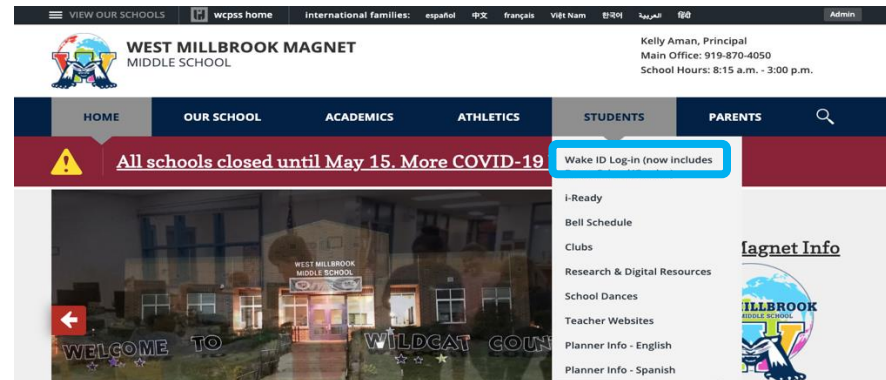 VIEW OUR SCHOOLS wcpss home international families: español 中文 français Việt Nam 한국어 العربية हिंदी Admin
WEST MILLBROOK MAGNET
MIDDLE SCHOOL
Kelly Aman, Principal
Main Office: 919-870-4050
School Hours: 8:15 a.m. - 3:00 p.m.
HOME OUR SCHOOL ACADEMICS ATHLETICS STUDENTS PARENTS
All schools closed until May 15. More COVID-19
Wake ID Log-in (now includes
i-Ready
Bell Schedule
Clubs
Research & Digital Resources
School Dances
Teacher Websites
Planner Info - English
Planner Info - Spanish
WEST MILLBROOK
MIDDLE SCHOOL
WELCOME TO WILDCAT COUN
Magnet Info
MILLBROOK
MIDDLE SCHOOL